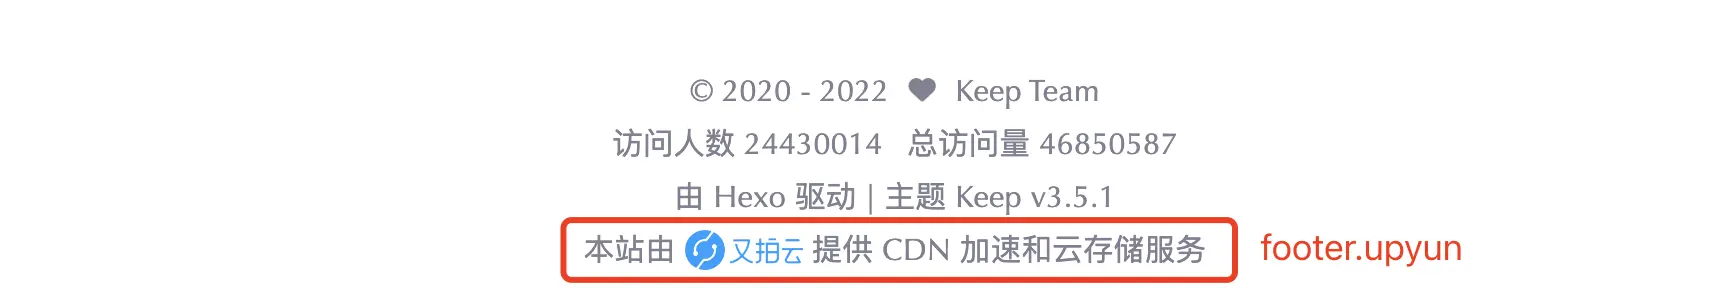 © 2020 - 2022 Keep Team
访问人数 24430014 总访问量 46850587
由 Hexo 驱动 | 主题 Keep v3.5.1
本站由 又拍云 提供 CDN 加速和云存储服务 footer.upyun